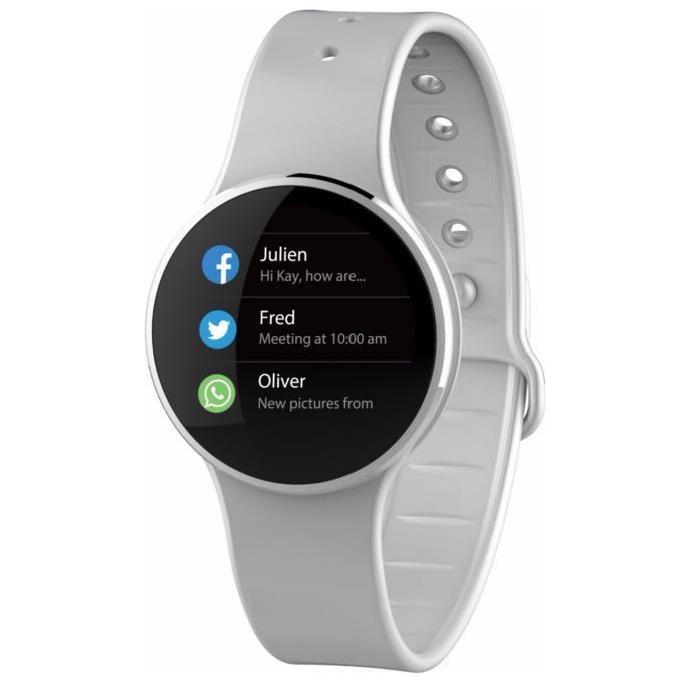 Julien
Hi Kay, how are...
Fred
Meeting at 10:00 am
Oliver
New pictures from